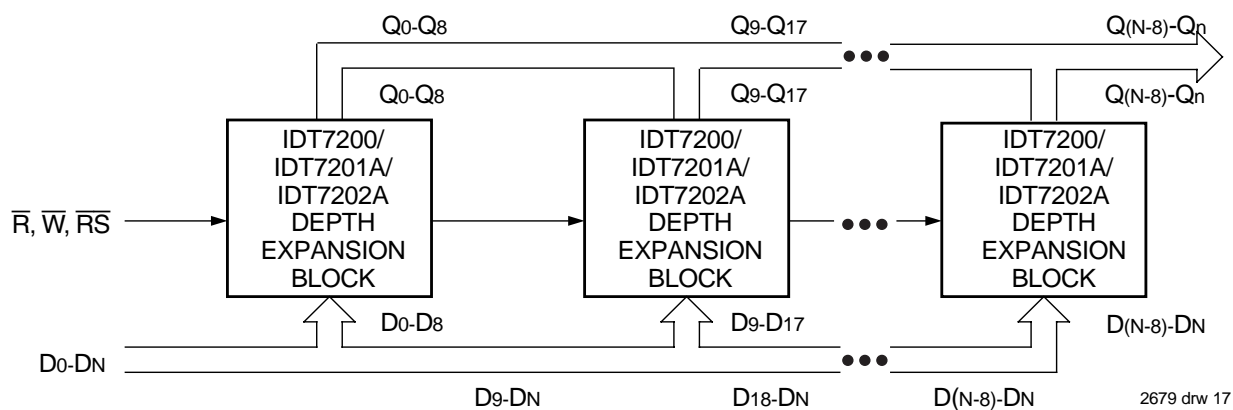 Q0-Q8 Q9-Q17 Q(N-8)-Qn
Q0-Q8 Q9-Q17 Q(N-8)-Qn
IDT7200/
IDT7201A/
IDT7202A
DEPTH
EXPANSION
BLOCK
IDT7200/
IDT7201A/
IDT7202A
DEPTH
EXPANSION
BLOCK
IDT7200/
IDT7201A/
IDT7202A
DEPTH
EXPANSION
BLOCK
R̅, W̅, R̅S̅
D0-D8 D9-D17 D(N-8)-DN
D0-DN
D9-DN D18-DN D(N-8)-DN
2679 drw 17